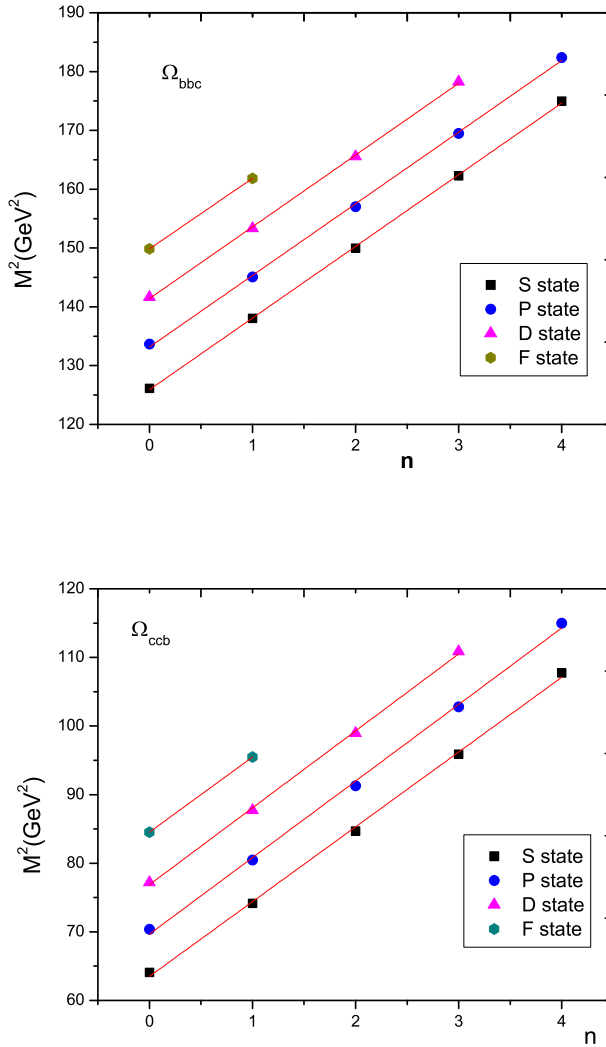 190
180
170
160
150
140
130
120
M²(GeV²)
Ω_bbc
S state
P state
D state
F state
0 1 2 3 4
n
120
110
100
90
80
70
60
M²(GeV²)
Ω_ccb
S state
P state
D state
F state
0 1 2 3 4
n